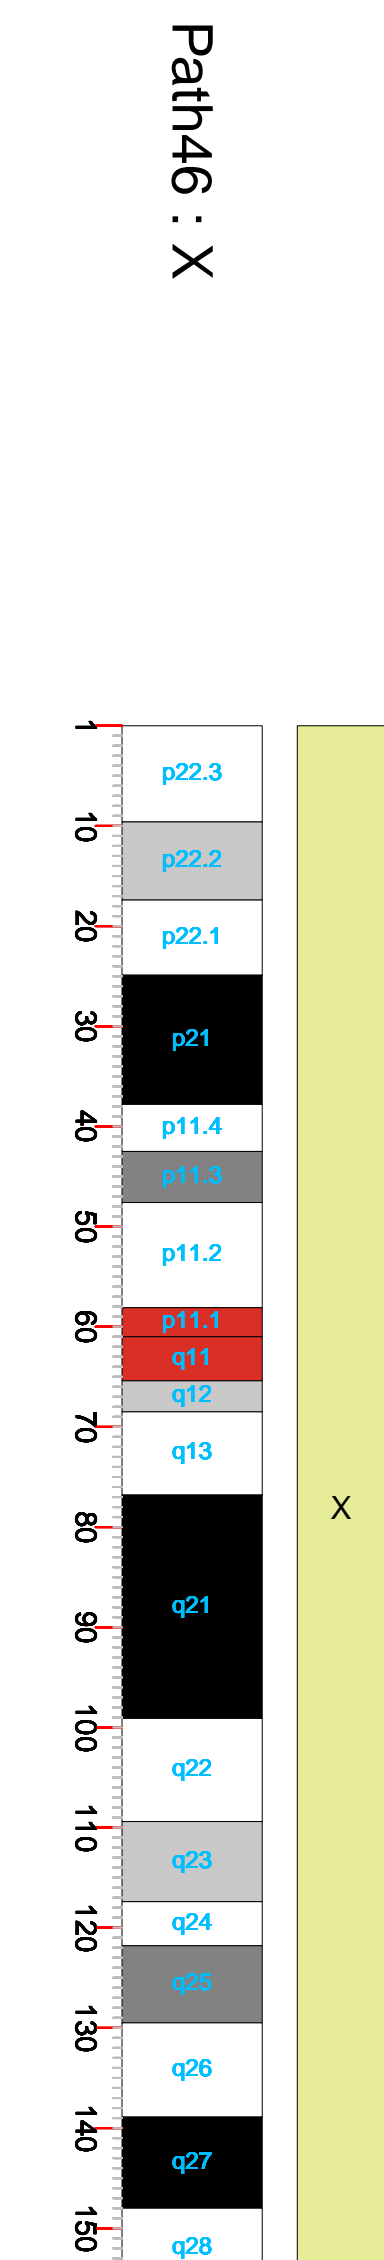 Path46 : X
1
p22.3
10
p22.2
20
p22.1
30
p21
40
p11.4
p11.3
50
p11.2
60
p11.1
q11
q12
70
q13
X
80
q21
90
100
q22
110
q23
120
q24
q25
130
q26
140
q27
150
q28